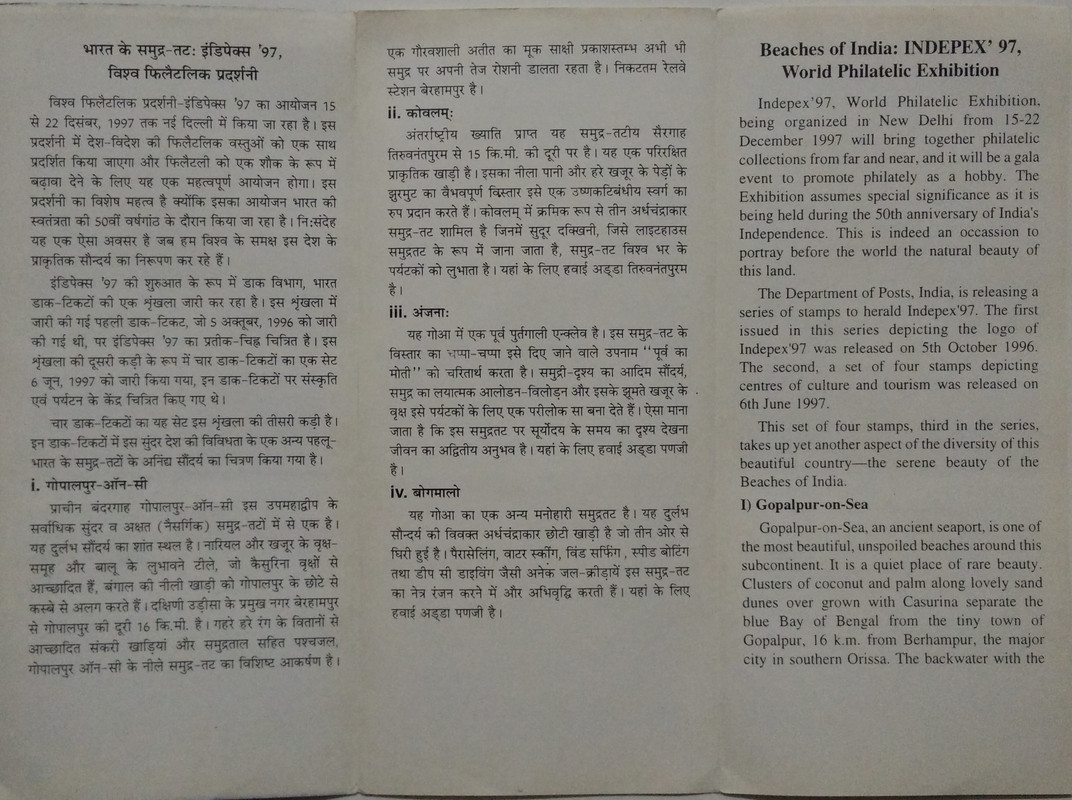 भारत के समुद्र-तट: इंडिपेक्स '97,
विश्व फिलैटलिक प्रदर्शनी
विश्व फिलैटलिक प्रदर्शनी-इंडिपेक्स '97 का आयोजन 15
से 22 दिसंबर, 1997 तक नई दिल्ली में किया जा रहा है। इस
प्रदर्शनी में देश-विदेश की फिलैटलिक वस्तुओं को एक साथ
प्रदर्शित किया जाएगा और फिलैटली को एक शौक के रूप में
बढ़ावा देने के लिए यह एक महत्वपूर्ण आयोजन होगा। इस
प्रदर्शनी का विशेष महत्व है क्योंकि इसका आयोजन भारत की
स्वतंत्रता की 50वीं वर्षगांठ के दौरान किया जा रहा है। नि:संदेह
यह एक ऐसा अवसर है जब हम विश्व के समक्ष इस देश के
प्राकृतिक सौन्दर्य का निरूपण कर रहे हैं।
इंडिपेक्स '97 की शुरुआत के रूप में डाक विभाग, भारत
डाक-टिकटों की एक शृंखला जारी कर रहा है। इस शृंखला में
जारी की गई पहली डाक-टिकट, जो 5 अक्तूबर, 1996 को जारी
की गई थी, पर इंडिपेक्स '97 का प्रतीक-चिह्न चित्रित है। इस
शृंखला की दूसरी कड़ी के रूप में चार डाक-टिकटों का एक सेट
6 जून, 1997 को जारी किया गया, इन डाक-टिकटों पर संस्कृति
एवं पर्यटन के केंद्र चित्रित किए गए थे।
चार डाक-टिकटों का यह सेट इस शृंखला की तीसरी कड़ी है।
इन डाक-टिकटों में इस सुंदर देश की विविधता के एक अन्य पहलू-
भारत के समुद्र-तटों के अनिंद्य सौंदर्य का चित्रण किया गया है।
i. गोपालपुर-ऑन-सी
प्राचीन बंदरगाह गोपालपुर-ऑन-सी इस उपमहाद्वीप के
सर्वाधिक सुंदर व अक्षत (नैसर्गिक) समुद्र-तटों में से एक है।
यह दुर्लभ सौंदर्य का शांत स्थल है। नारियल और खजूर के वृक्ष-
समूह और बालू के लुभावने टीले, जो कैसुरिना वृक्षों से
आच्छादित हैं, बंगाल की नीली खाड़ी को गोपालपुर के छोटे से
कस्बे से अलग करते हैं। दक्षिणी उड़ीसा के प्रमुख नगर बेरहामपुर
से गोपालपुर की दूरी 16 कि.मी. है। गहरे हरे रंग के वितानों से
आच्छादित संकरी खाड़ियां और समुद्रताल सहित पश्चजल,
गोपालपुर ऑन-सी के नीले समुद्र-तट का विशिष्ट आकर्षण है।
एक गौरवशाली अतीत का मूक साक्षी प्रकाशस्तम्भ अभी भी
समुद्र पर अपनी तेज रोशनी डालता रहता है। निकटतम रेलवे
स्टेशन बेरहामपुर है।
ii. कोवलम्:
अंतर्राष्ट्रीय ख्याति प्राप्त यह समुद्र-तटीय सैरगाह
तिरुवनंतपुरम से 15 कि.मी. की दूरी पर है। यह एक परिरक्षित
प्राकृतिक खाड़ी है। इसका नीला पानी और हरे खजूर के पेड़ों के
झुरमुट का वैभवपूर्ण विस्तार इसे एक उष्णकटिबंधीय स्वर्ग का
रुप प्रदान करते हैं। कोवलम् में क्रमिक रूप से तीन अर्धचंद्राकार
समुद्र-तट शामिल है जिनमें सुदूर दक्खिनी, जिसे लाइटहाउस
समुद्रतट के रूप में जाना जाता है, समुद्र-तट विश्व भर के
पर्यटकों को लुभाता है। यहां के लिए हवाई अड्डा तिरुवनंतपुरम
है।
iii. अंजना:
यह गोआ में एक पूर्व पुर्तगाली एन्क्लेव है। इस समुद्र-तट के
विस्तार का चप्पा-चप्पा इसे दिए जाने वाले उपनाम “पूर्व का
मोती” को चरितार्थ करता है। समुद्री-दृश्य का आदिम सौंदर्य,
समुद्र का लयात्मक आलोडन-विलोड़न और इसके झूमते खजूर के
वृक्ष इसे पर्यटकों के लिए एक परीलोक सा बना देते हैं। ऐसा माना
जाता है कि इस समुद्रतट पर सूर्योदय के समय का दृश्य देखना
जीवन का अद्वितीय अनुभव है। यहां के लिए हवाई अड्डा पणजी
है।
iv. बोगमालो
यह गोआ का एक अन्य मनोहारी समुद्रतट है। यह दुर्लभ
सौन्दर्य की विवक्त अर्धचंद्राकार छोटी खाड़ी है जो तीन ओर से
घिरी हुई है। पैरासेलिंग, वाटर स्कींग, विंड सर्फिंग, स्पीड बोटिंग
तथा डीप सी डाइविंग जैसी अनेक जल-क्रीड़ायें इस समुद्र-तट
का नेत्र रंजन करने में और अभिवृद्धि करती हैं। यहां के लिए
हवाई अड्डा पणजी है।
Beaches of India: INDEPEX' 97,
World Philatelic Exhibition
Indepex'97, World Philatelic Exhibition,
being organized in New Delhi from 15-22
December 1997 will bring together philatelic
collections from far and near, and it will be a gala
event to promote philately as a hobby. The
Exhibition assumes special significance as it is
being held during the 50th anniversary of India's
Independence. This is indeed an occassion to
portray before the world the natural beauty of
this land.
The Department of Posts, India, is releasing a
series of stamps to herald Indepex'97. The first
issued in this series depicting the logo of
Indepex'97 was released on 5th October 1996.
The second, a set of four stamps depicting
centres of culture and tourism was released on
6th June 1997.
This set of four stamps, third in the series,
takes up yet another aspect of the diversity of this
beautiful country—the serene beauty of the
Beaches of India.
I) Gopalpur-on-Sea
Gopalpur-on-Sea, an ancient seaport, is one of
the most beautiful, unspoiled beaches around this
subcontinent. It is a quiet place of rare beauty.
Clusters of coconut and palm along lovely sand
dunes over grown with Casurina separate the
blue Bay of Bengal from the tiny town of
Gopalpur, 16 k.m. from Berhampur, the major
city in southern Orissa. The backwater with the